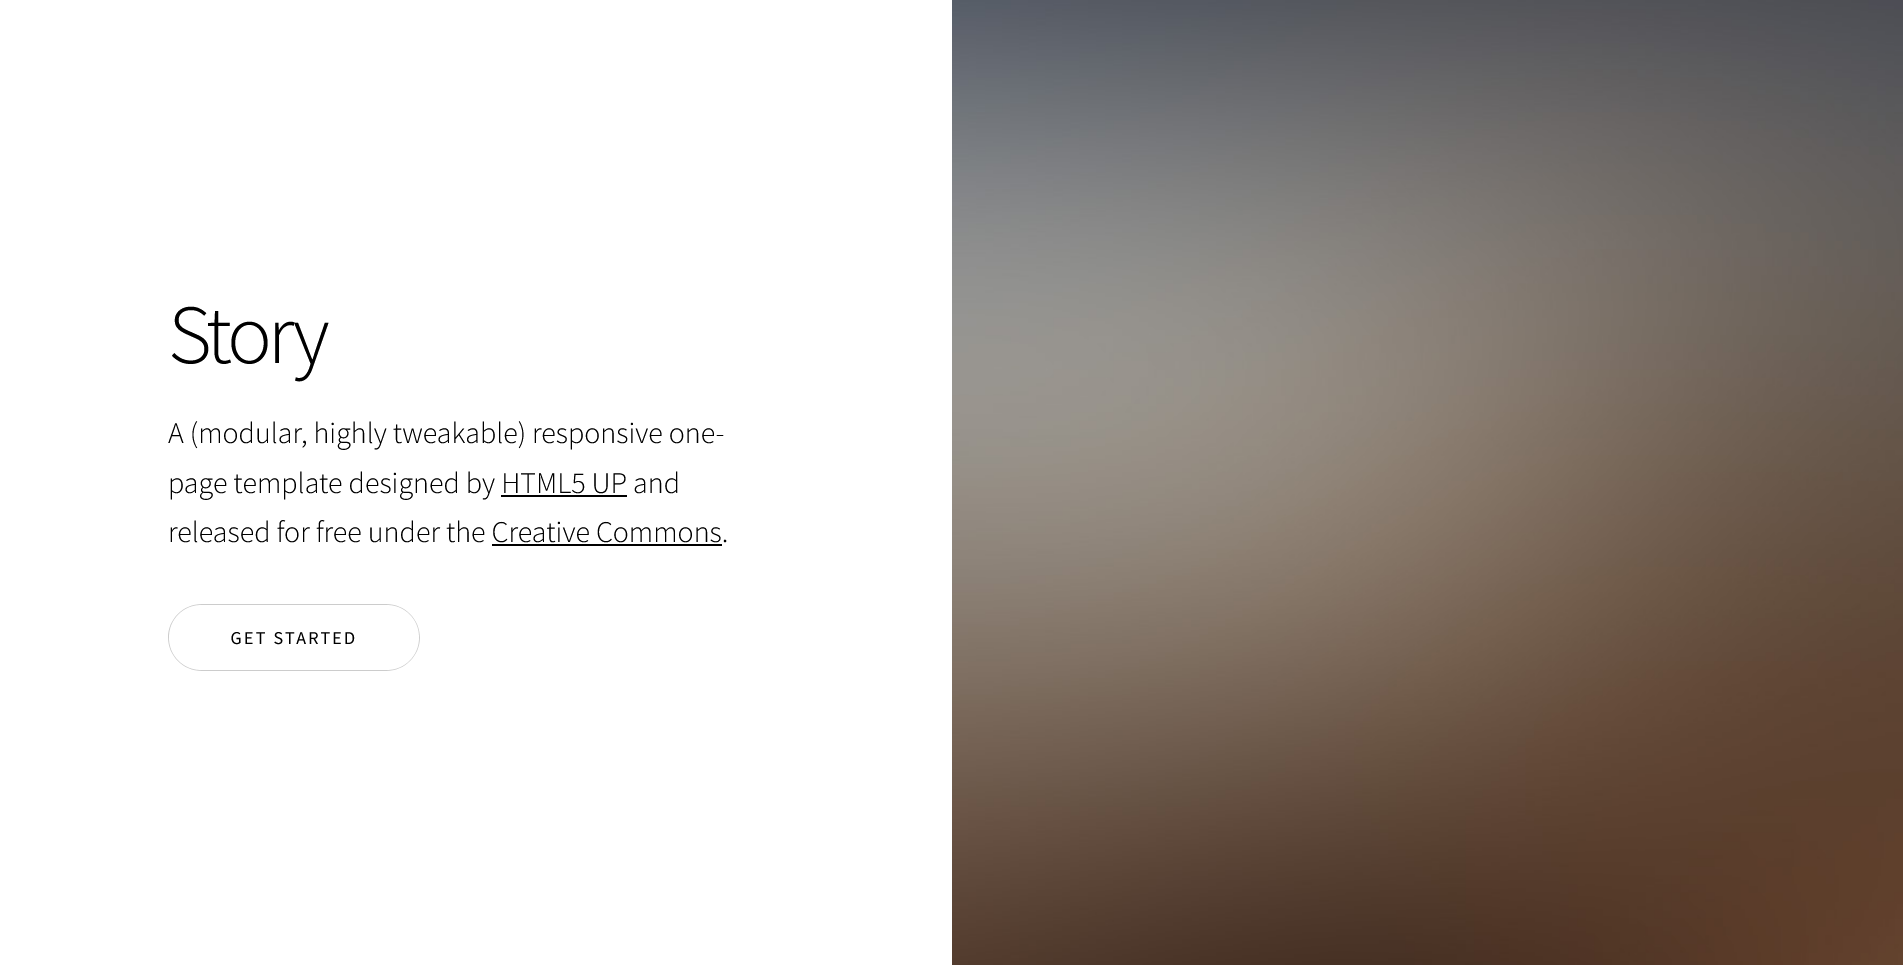 Story
A (modular, highly tweakable) responsive one-
page template designed by HTML5 UP and
released for free under the Creative Commons.
GET STARTED